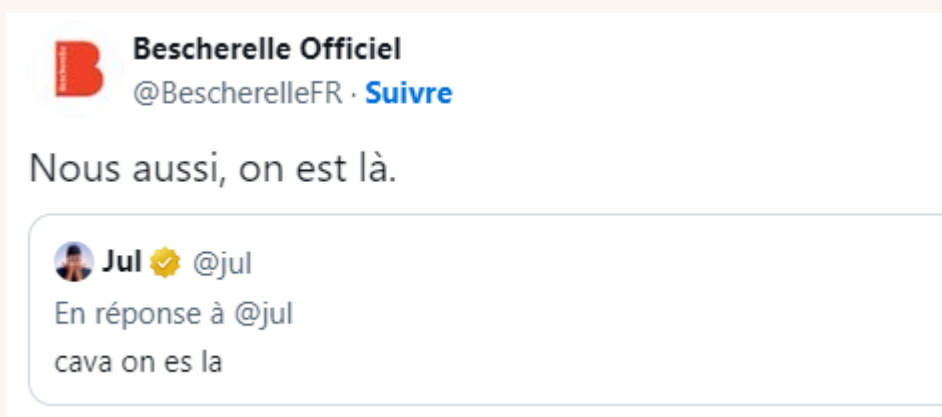 Bescherelle Officiel
@BescherelleFR · Suivre
Nous aussi, on est là.
Jul @jul
En réponse à @jul
cava on es la